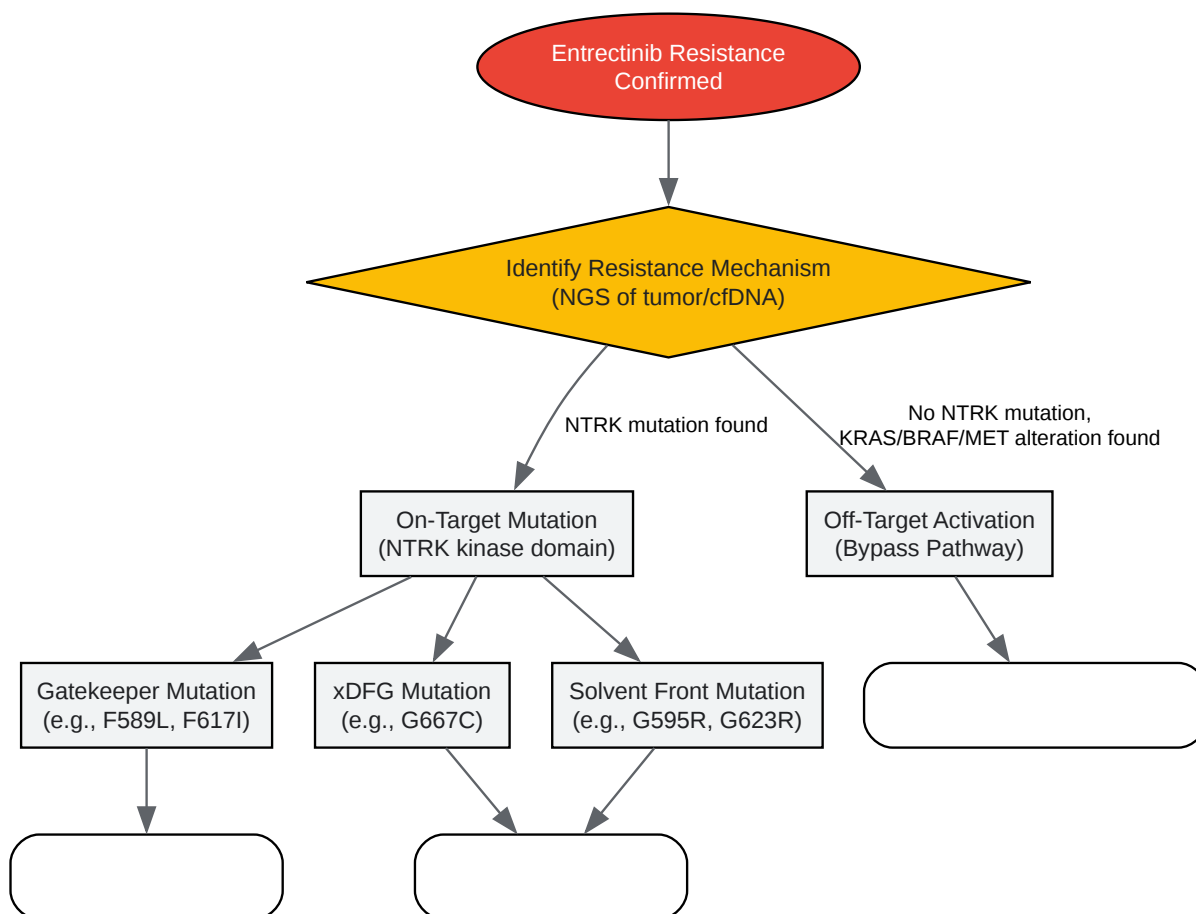 Entrectinib Resistance
Confirmed
Identify Resistance Mechanism
(NGS of tumor/cfDNA)
NTRK mutation found
No NTRK mutation,
KRAS/BRAF/MET alteration found
On-Target Mutation
(NTRK kinase domain)
Off-Target Activation
(Bypass Pathway)
Gatekeeper Mutation
(e.g., F589L, F617I)
xDFG Mutation
(e.g., G667C)
Solvent Front Mutation
(e.g., G595R, G623R)